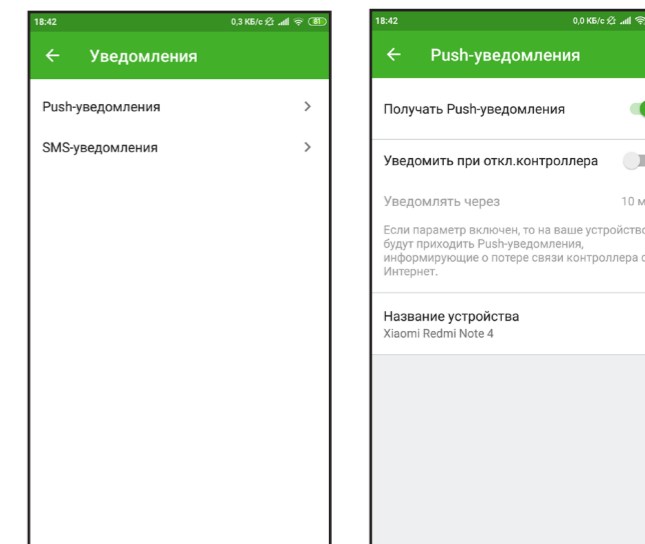 18:42 0,3 КБ/с 81
Уведомления
Push-уведомления
SMS-уведомления
18:42 0,0 КБ/с
Push-уведомления
Получать Push-уведомления
Уведомить при откл.контроллера
Уведомлять через 10
Если параметр включен, то на ваше устройство
будут приходить Push-уведомления,
информирующие о потере связи контроллера с
Интернет.
Название устройства
Xiaomi Redmi Note 4